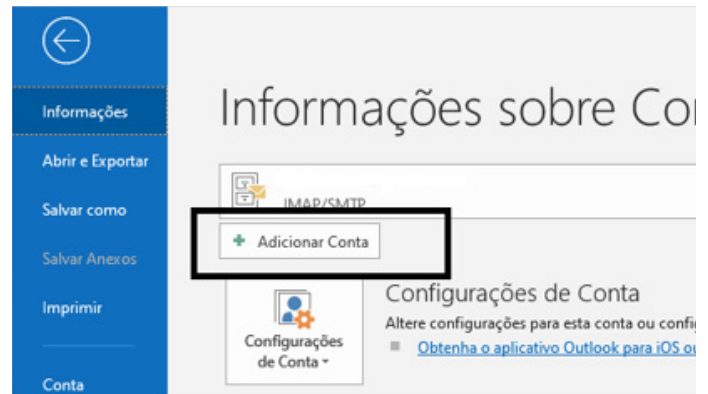 Informações
Abrir e Exportar
Salvar como
Salvar Anexos
Imprimir
Conta
Informações sobre Co
IMAP/SMTP
Adicionar Conta
Configurações
de Conta
Configurações de Conta
Altere configurações para esta conta ou
Obtenha o aplicativo Outlook para iOS